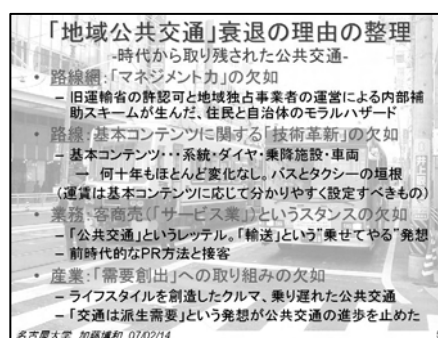 「地域公共交通」衰退の理由の整理
-時代から取り残された公共交通-
• 路線網:「マネジメント力」の欠如
– 旧運輸省の許認可と地域独占事業者の運営による内部補
助スキームが生んだ、住民と自治体のモラルハザード
• 路線:基本コンテンツに関する「技術革新」の欠如
– 基本コンテンツ・・・系統・ダイヤ・乗降施設・車両
→ 何十年もほとんど変化なし。バスとタクシーの垣根
(運賃は基本コンテンツに応じて分かりやすく設定すべきもの)
• 業務:客商売(「サービス業」)というスタンスの欠如
– 「公共交通」というレッテル。「輸送」という"乗せてやる"発想
– 前時代的なPR方法と接客
• 産業:「需要創出」への取り組みの欠如
– ライフスタイルを創造したクルマ、乗り遅れた公共交通
– 「交通は派生需要」という発想が公共交通の進歩を止めた
名古屋大学 加藤博和 07/02/14